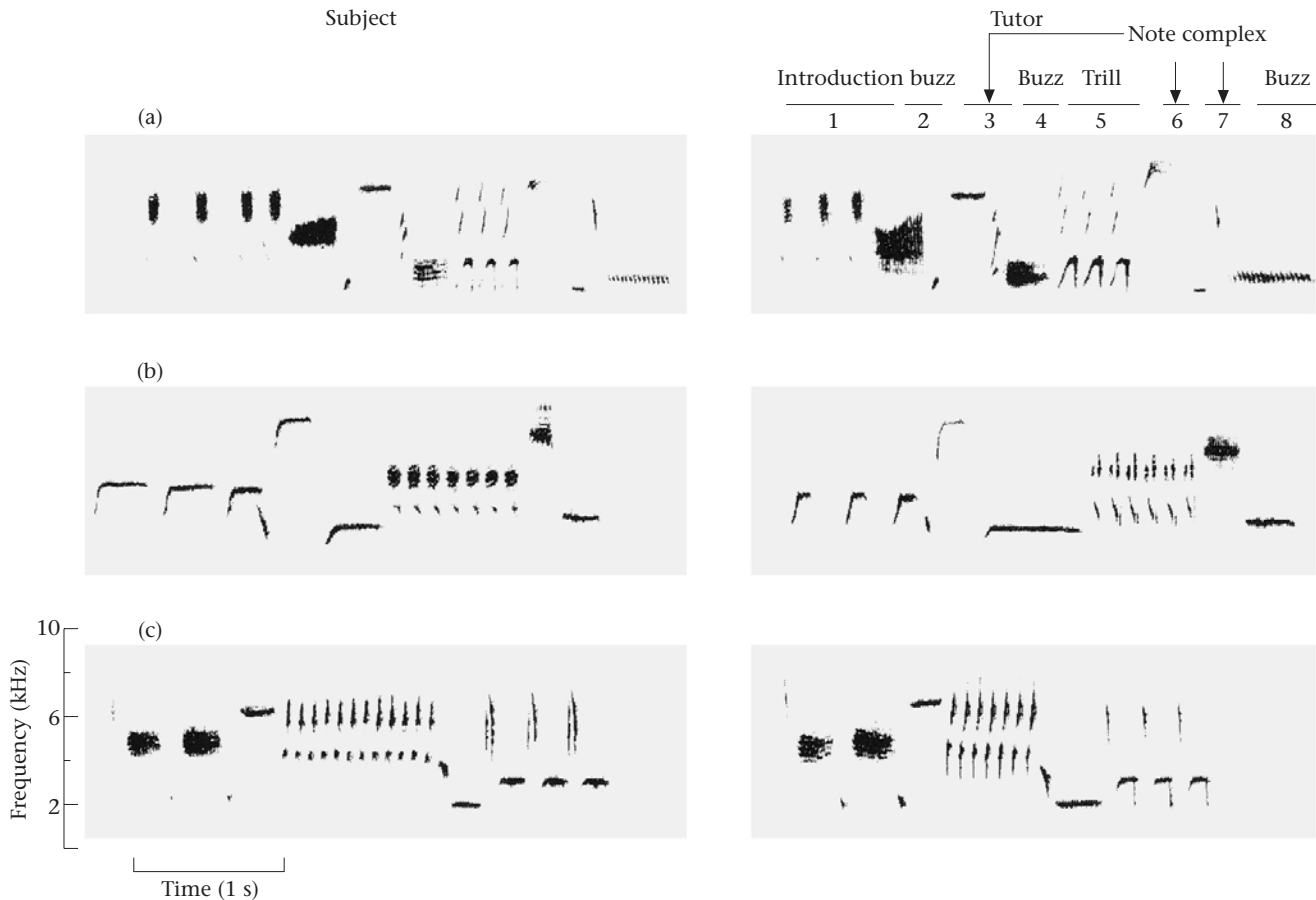 Subject
Tutor
Note complex
Introduction buzz Buzz Trill Buzz
1 2 3 4 5 6 7 8
(a)
(b)
(c)
10
6
2
Frequency (kHz)
Time (1 s)